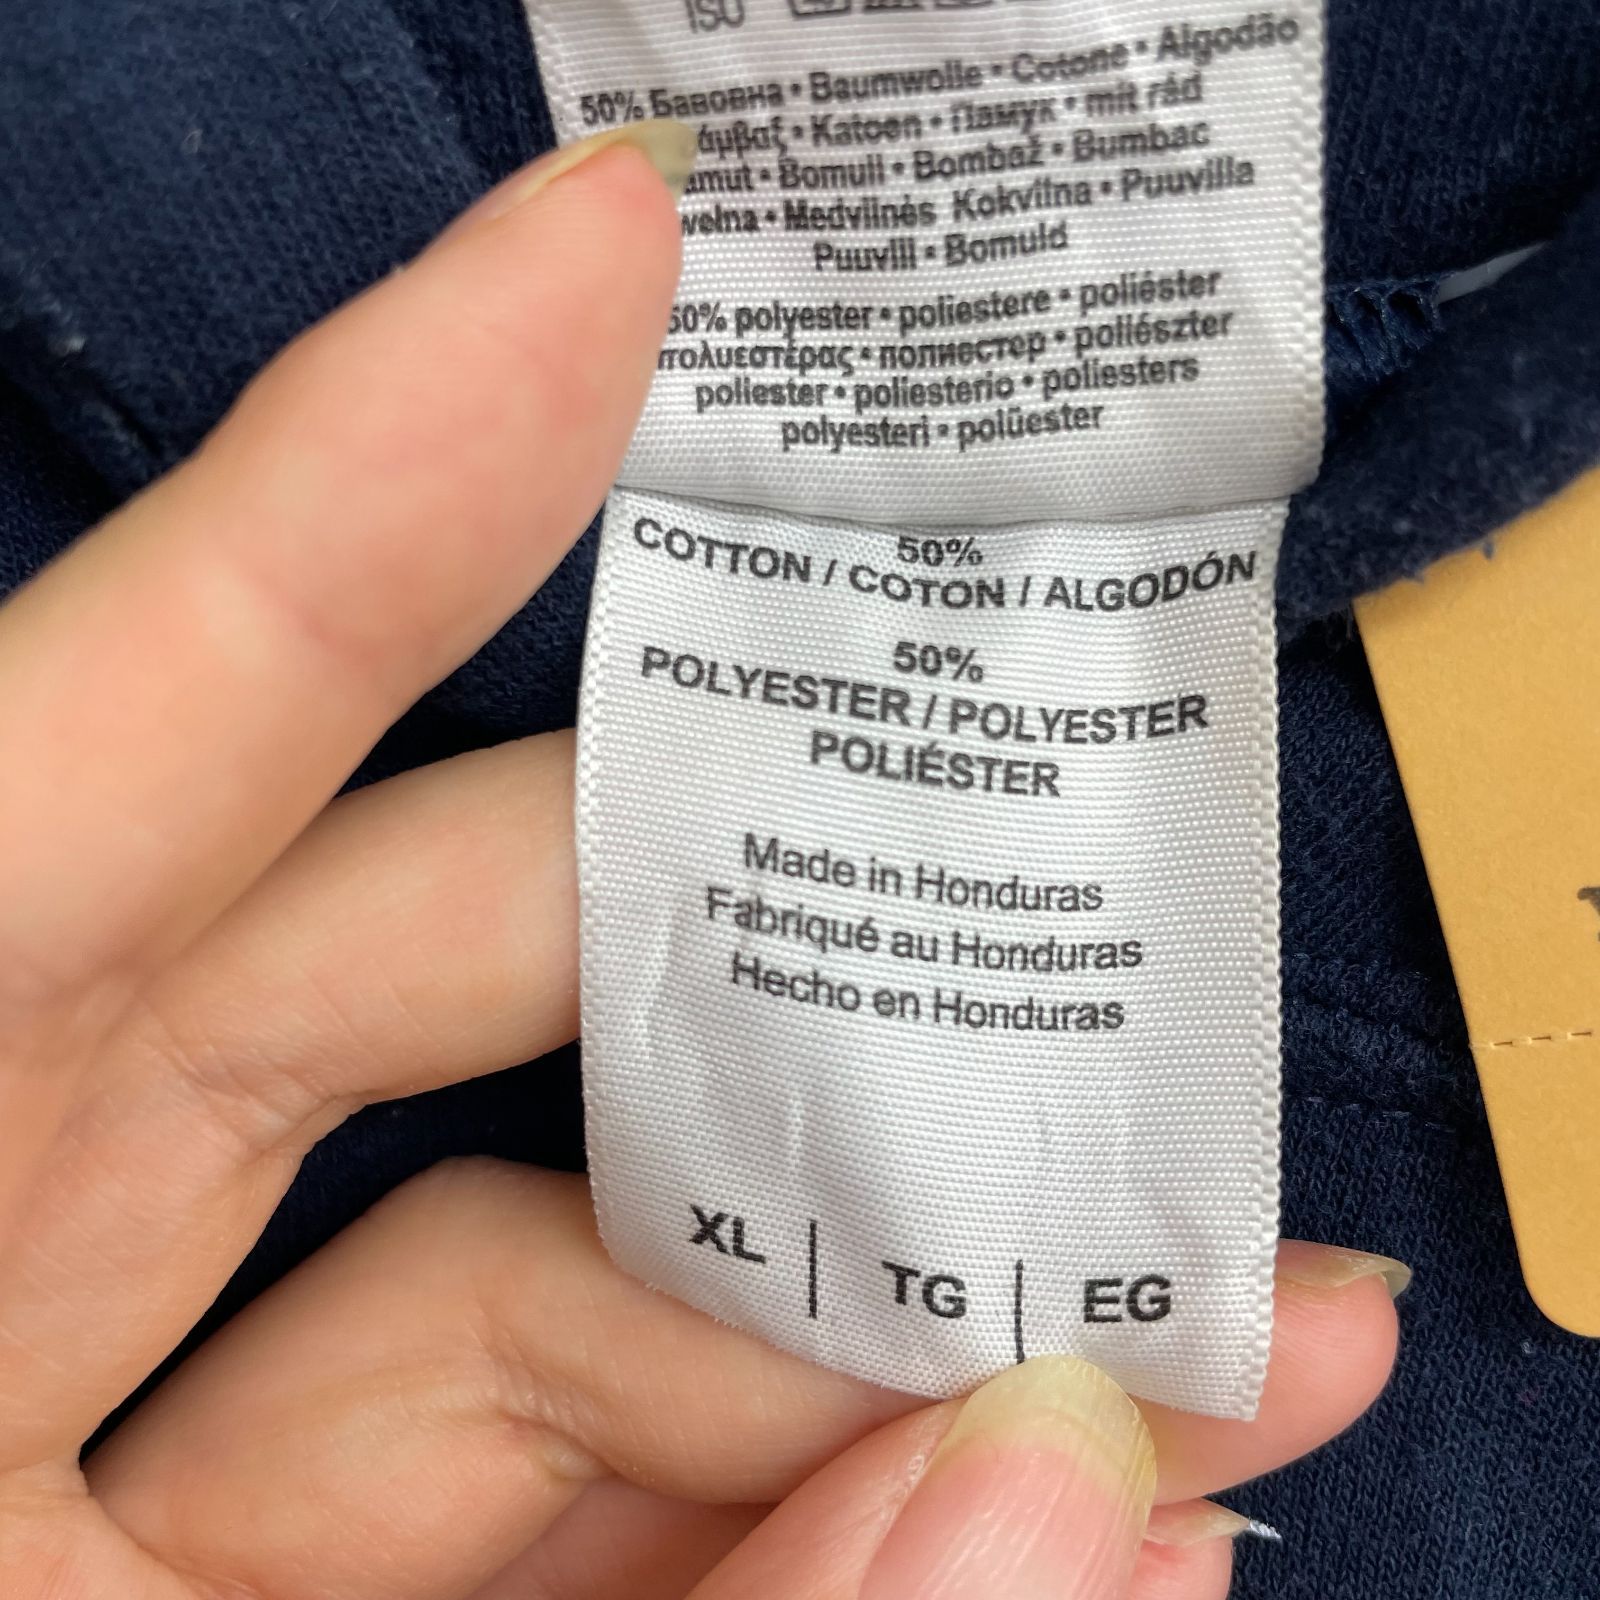 ISO
50% Бавовна • Baumwolle • Cotone • Algodão
Katoen • Памук • mit rád
Bomull • Bombaž • Bumbac
Medvilnės Kokvilna • Puuvilla
Puuvill • Bomuld
50% polyester • poliestere • poliéster
πολυεστέρας • полиестер • poliészter
poliester • poliesterio • poliesters
polyesteri • polüester
50%
COTTON / COTON / ALGODÓN
50%
POLYESTER / POLYESTER
POLIÉSTER
Made in Honduras
Fabriqué au Honduras
Hecho en Honduras
XL | TG | EG